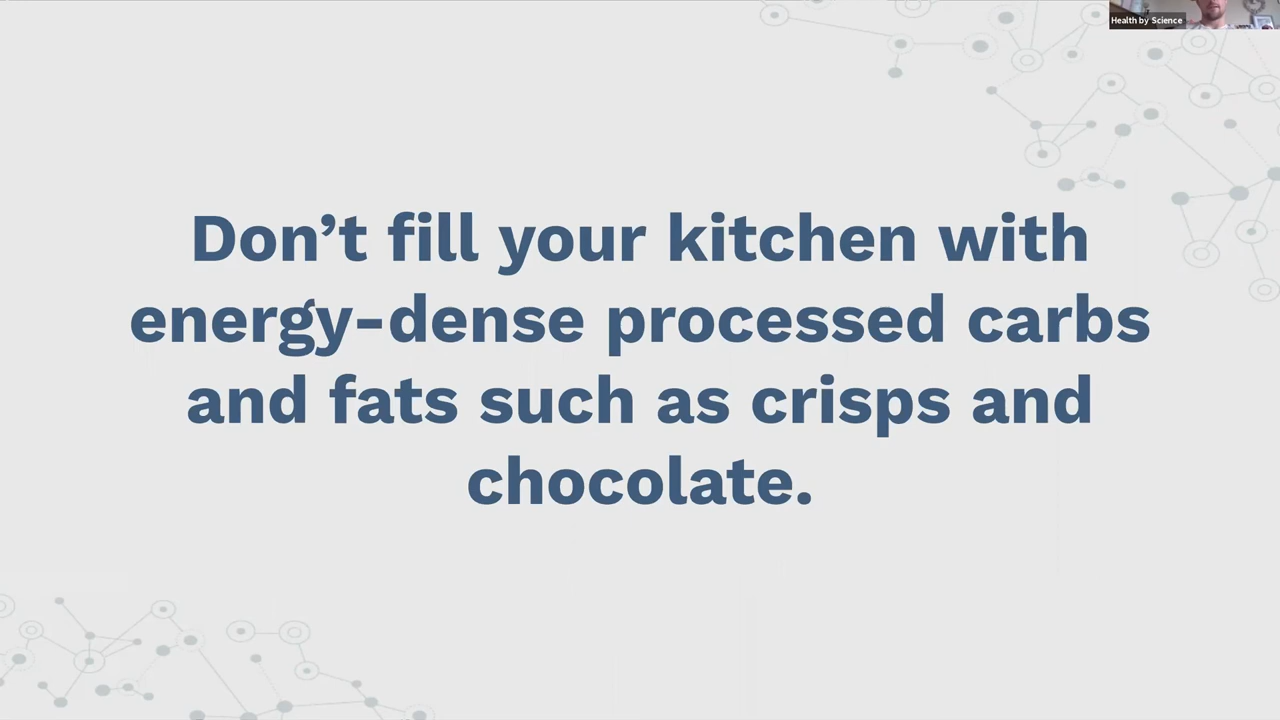 Health by Science
Don’t fill your kitchen with
energy-dense processed carbs
and fats such as crisps and
chocolate.